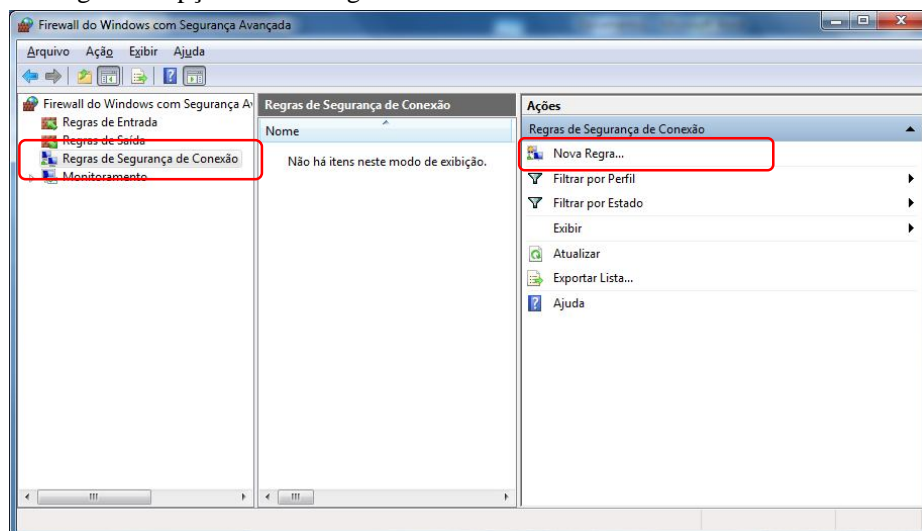 Firewall do Windows com Segurança Avançada
Arquivo Ação Exibir Ajuda
Firewall do Windows com Segurança A
Regras de Entrada
Regras de Saída
Regras de Segurança de Conexão
Monitoramento
Regras de Segurança de Conexão
Nome
Não há itens neste modo de exibição.
Ações
Regras de Segurança de Conexão
Nova Regra...
Filtrar por Perfil
Filtrar por Estado
Exibir
Atualizar
Exportar Lista...
Ajuda